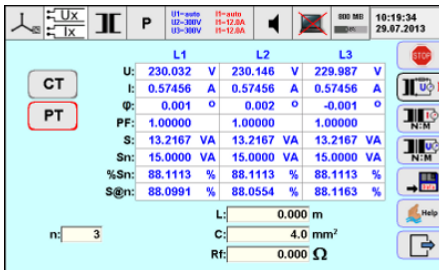 Ux
Ix
P
U1=auto
U2=300V
U3=300V
I1=auto
I1=12.0A
I1=12.0A
800 MB
10:19:34
29.07.2013
L1 L2 L3
CT
PT
U: 230.032 V 230.146 V 229.987 V
I: 0.57456 A 0.57456 A 0.57456 A
φ: 0.001 o 0.002 o -0.001 o
PF: 1.00000 1.00000 1.00000
S: 13.2167 VA 13.2167 VA 13.2167 VA
Sn: 15.0000 VA 15.0000 VA 15.0000 VA
%Sn: 88.1113 % 88.1113 % 88.1113 %
S@n: 88.0991 % 88.0554 % 88.1163 %
L: 0.000 m
n: 3
C: 4.0 mm²
Rf: 0.000 Ω
STOP
U
I
N:M
U
N:M
Help